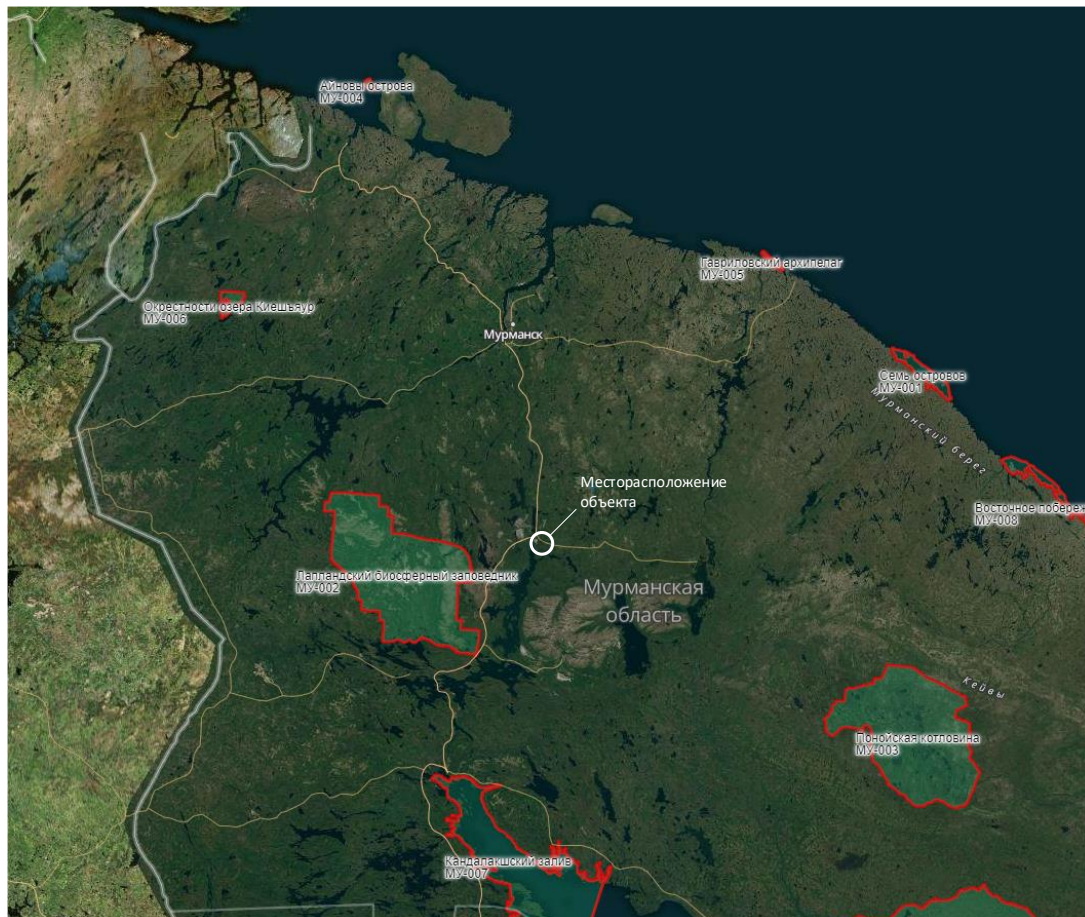 Айновы острова
МУ-004
Гавриловский архипелаг
МУ-005
Окрестности озера Киешъяур
МУ-006
Мурманск
Семь островов
МУ-001
Мурманский берег
Месторасположение
объекта
Восточное побереж
МУ-008
Лапландский биосферный заповедник
МУ-002
Мурманская
область
Кейвы
Понойская котловина
МУ-003
Кандалакшский залив
МУ-007